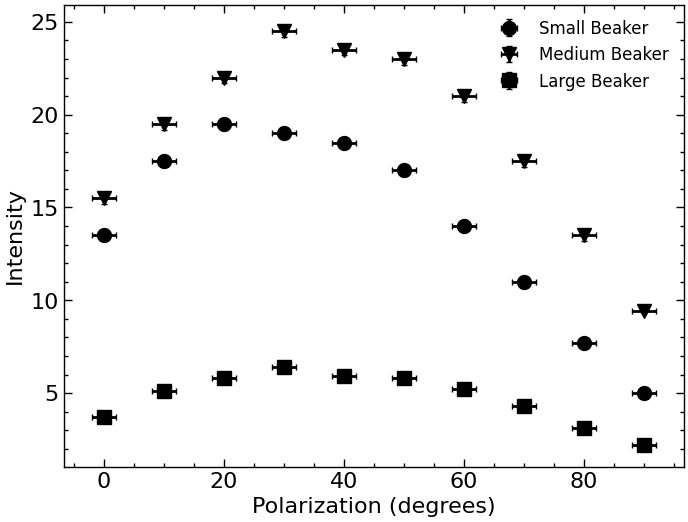 25
20
15
10
5
Intensity
Small Beaker
Medium Beaker
Large Beaker
0 20 40 60 80
Polarization (degrees)